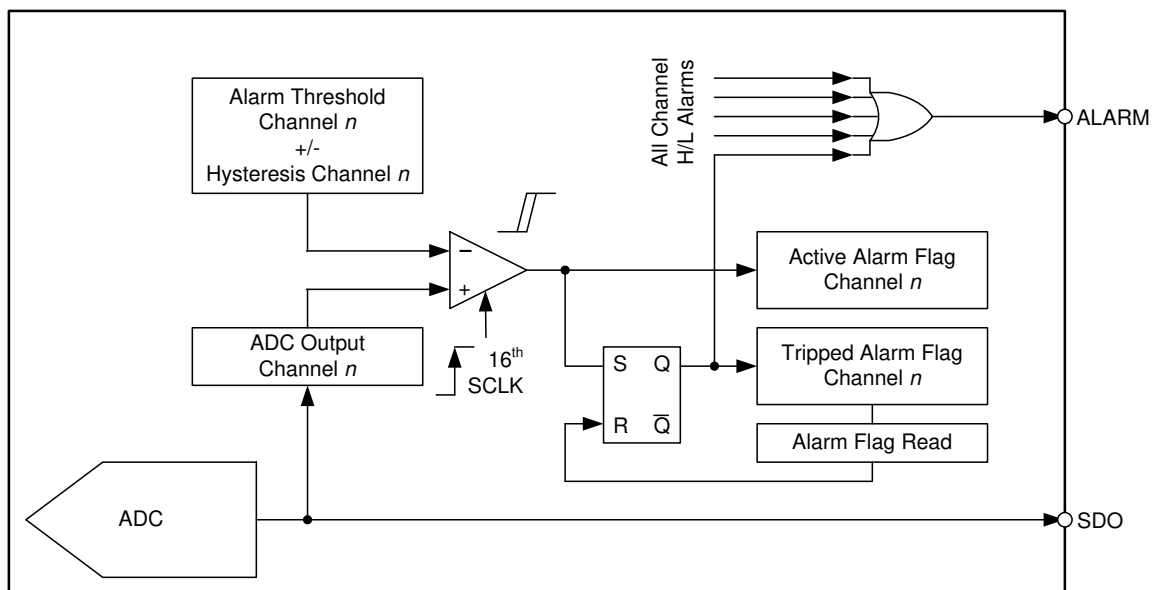 Alarm Threshold
Channel n
+/-
Hysteresis Channel n
All Channel
H/L Alarms
ALARM
−
+
Active Alarm Flag
Channel n
ADC Output
Channel n
16th
SCLK
S Q
R Q̅
Tripped Alarm Flag
Channel n
Alarm Flag Read
ADC
SDO